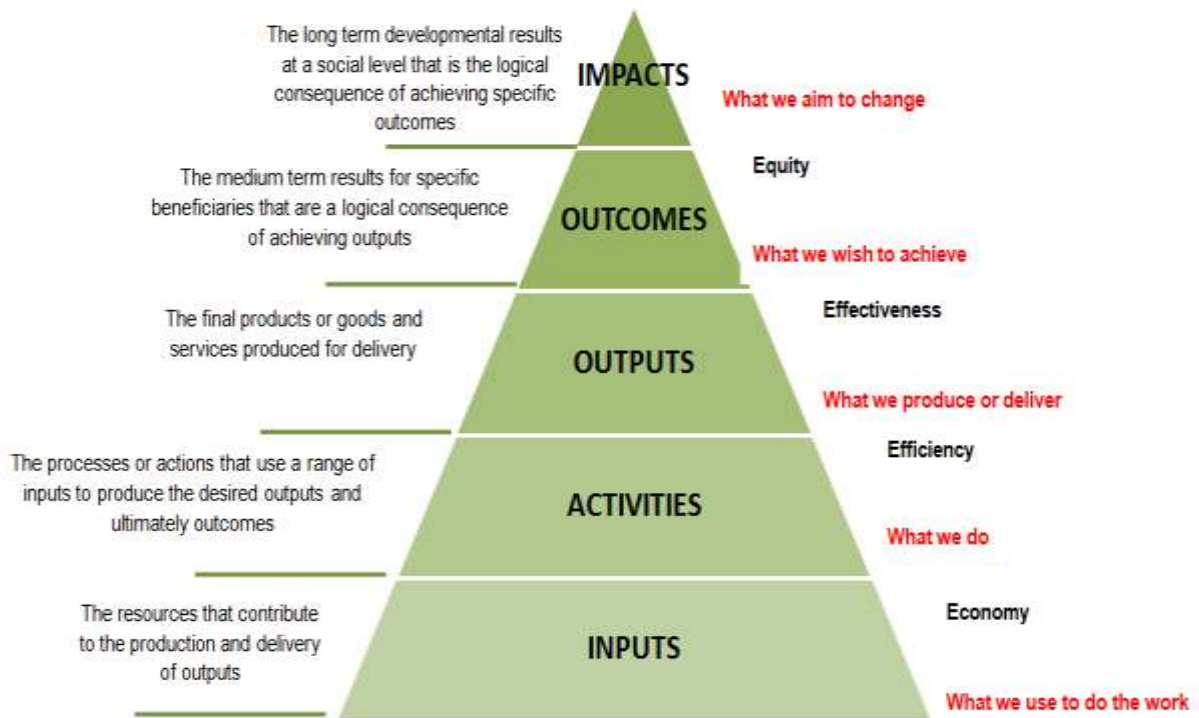 The long term developmental results
at a social level that is the logical
consequence of achieving specific
outcomes
IMPACTS
What we aim to change
Equity
The medium term results for specific
beneficiaries that are a logical consequence
of achieving outputs
OUTCOMES
What we wish to achieve
Effectiveness
The final products or goods and
services produced for delivery
OUTPUTS
What we produce or deliver
Efficiency
The processes or actions that use a range of
inputs to produce the desired outputs and
ultimately outcomes
ACTIVITIES
What we do
Economy
The resources that contribute
to the production and delivery
of outputs
INPUTS
What we use to do the work